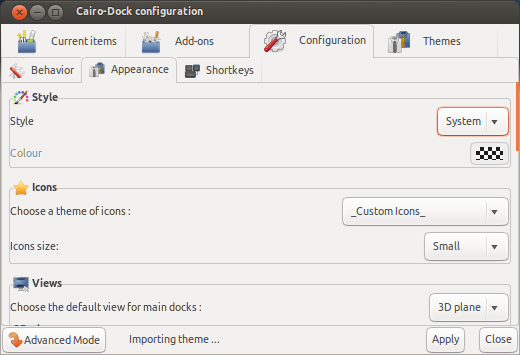 Cairo-Dock configuration
Current items Add-ons Configuration Themes
Behavior Appearance Shortkeys
Style
Style System
Colour
Icons
Choose a theme of icons : _Custom Icons_
Icons size: Small
Views
Choose the default view for main docks : 3D plane
Advanced Mode Importing theme ... Apply Close